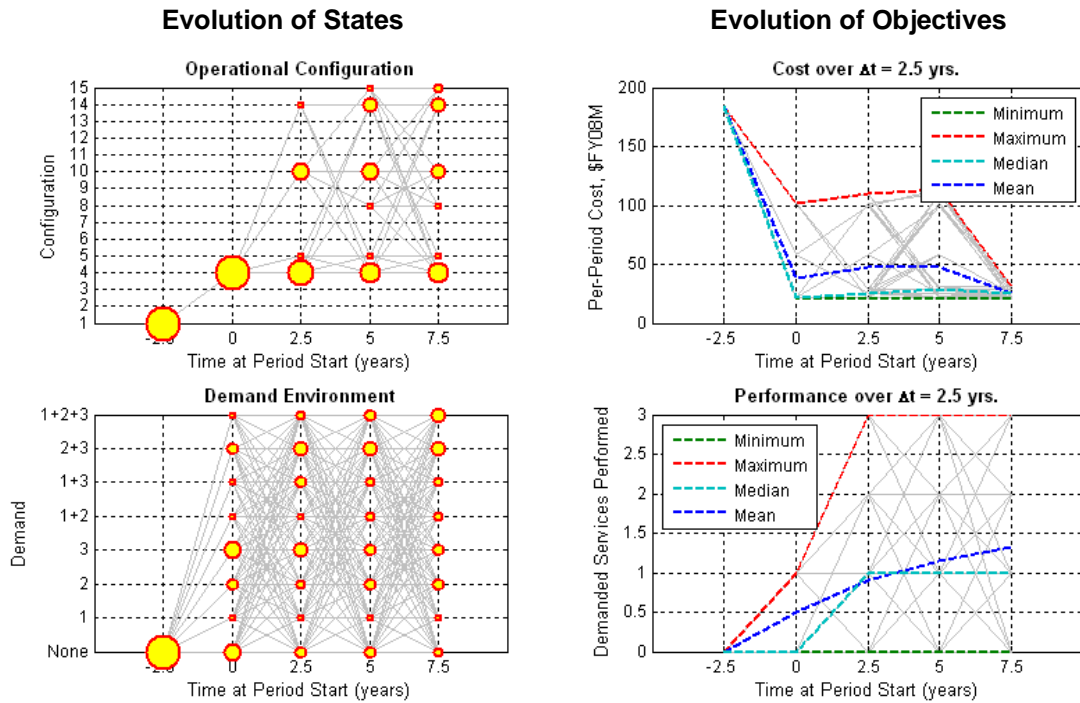 Evolution of States
Evolution of Objectives
Operational Configuration
15
14
13
12
11
10
9
8
7
6
5
4
3
2
1
Configuration
-2.5 0 2.5 5 7.5
Time at Period Start (years)
Cost over Δt = 2.5 yrs.
200
150
100
50
0
Per-Period Cost, $FY08M
Minimum
Maximum
Median
Mean
-2.5 0 2.5 5 7.5
Time at Period Start (years)
Demand Environment
1+2+3
2+3
1+3
1+2
3
2
1
None
Demand
-2.5 0 2.5 5 7.5
Time at Period Start (years)
Performance over Δt = 2.5 yrs.
3
2.5
2
1.5
1
0.5
0
Demanded Services Performed
Minimum
Maximum
Median
Mean
-2.5 0 2.5 5 7.5
Time at Period Start (years)